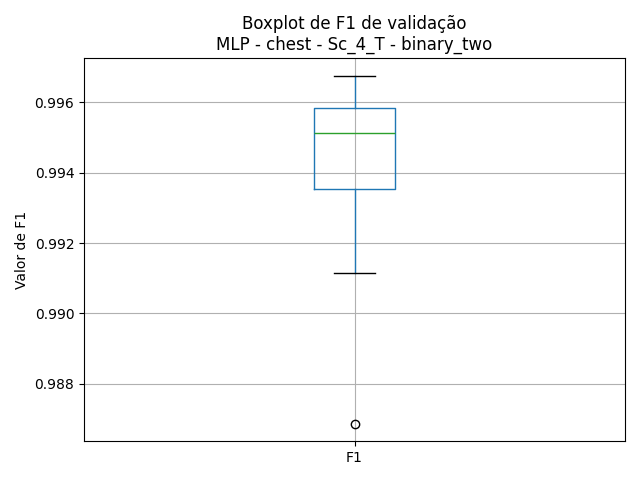 Boxplot de F1 de validação
MLP - chest - Sc_4_T - binary_two
0.996
0.994
0.992
0.990
0.988
Valor de F1
F1